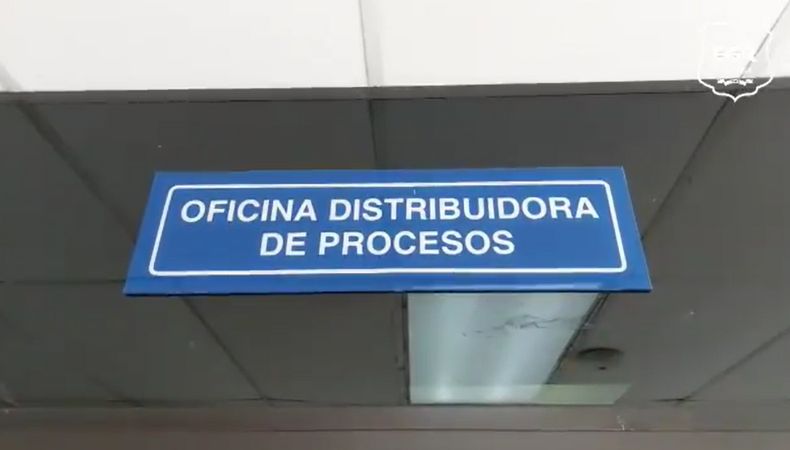 OFICINA DISTRIBUIDORA
DE PROCESOS